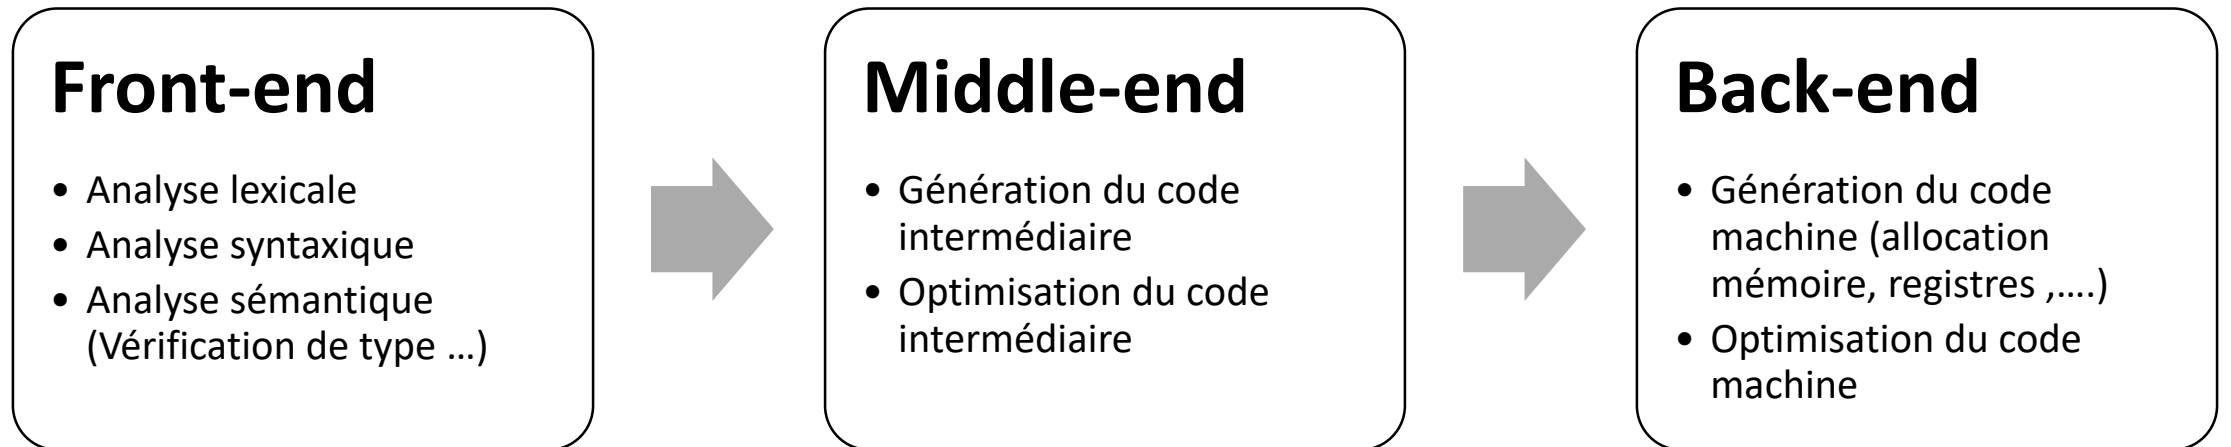 Front-end
• Analyse lexicale
• Analyse syntaxique
• Analyse sémantique
(Vérification de type …)
Middle-end
• Génération du code
intermédiaire
• Optimisation du code
intermédiaire
Back-end
• Génération du code
machine (allocation
mémoire, registres ,….)
• Optimisation du code
machine